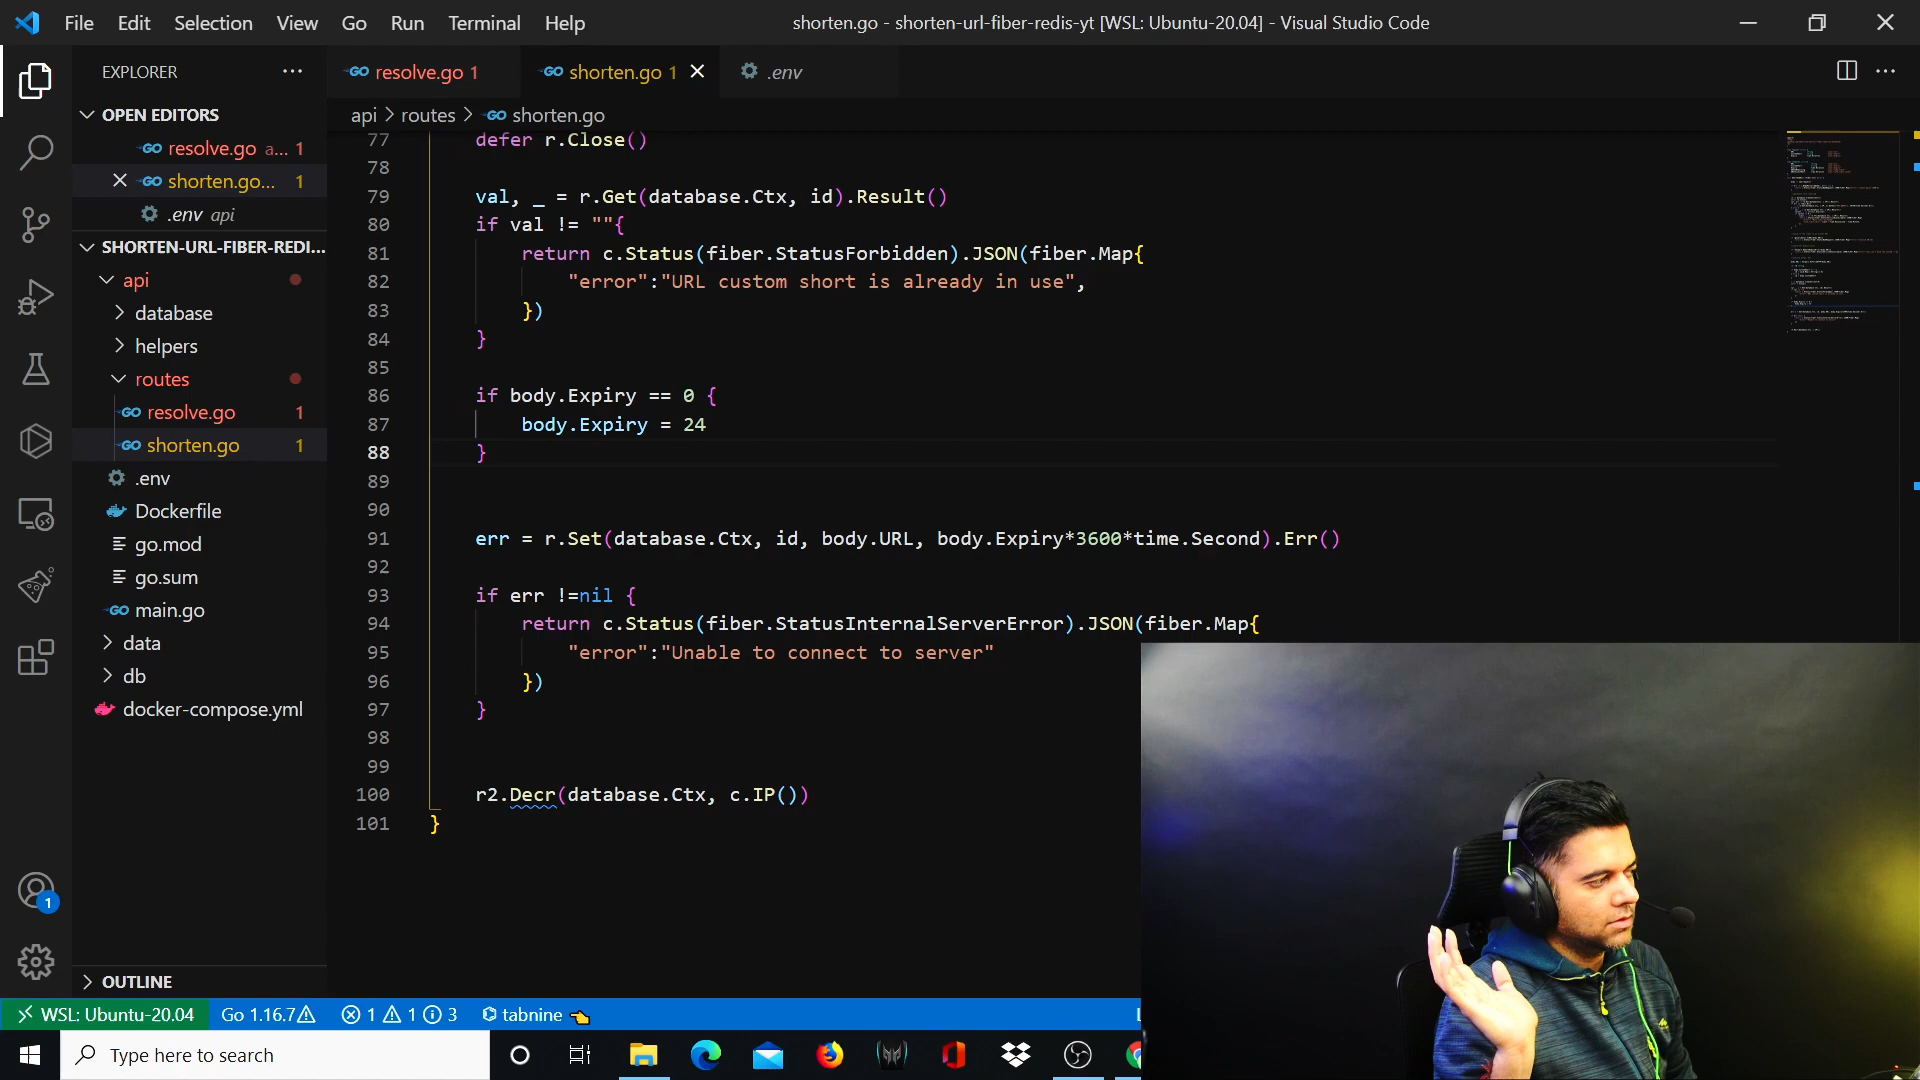 File Edit Selection View Go Run Terminal Help
shorten.go - shorten-url-fiber-redis-yt [WSL: Ubuntu-20.04] - Visual Studio Code
EXPLORER
OPEN EDITORS
resolve.go a... 1
shorten.go... 1
.env api
SHORTEN-URL-FIBER-REDI...
api
database
helpers
routes
resolve.go 1
shorten.go 1
.env
Dockerfile
go.mod
go.sum
main.go
data
db
docker-compose.yml
OUTLINE
resolve.go 1
shorten.go 1
.env
api > routes > shorten.go
77 defer r.Close()
78
79 val, _ = r.Get(database.Ctx, id).Result()
80 if val != ""{
81 return c.Status(fiber.StatusForbidden).JSON(fiber.Map{
82 "error":"URL custom short is already in use",
83 })
84 }
85
86 if body.Expiry == 0 {
87 body.Expiry = 24
88 }
89
90
91 err = r.Set(database.Ctx, id, body.URL, body.Expiry*3600*time.Second).Err()
92
93 if err !=nil {
94 return c.Status(fiber.StatusInternalServerError).JSON(fiber.Map{
95 "error":"Unable to connect to server"
96 })
97 }
98
99
100 r2.Decr(database.Ctx, c.IP())
101 }
1
WSL: Ubuntu-20.04 Go 1.16.7 1 1 3 tabnine
Type here to search